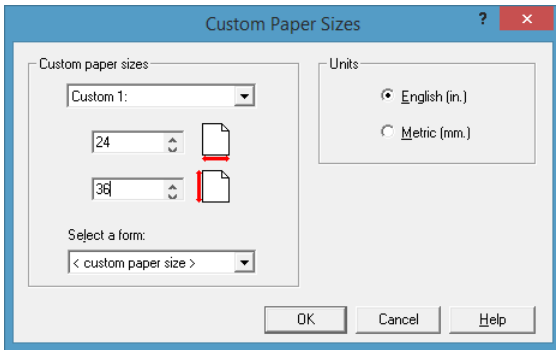 Custom Paper Sizes ? ×
Custom paper sizes
Custom 1:
24
36
Select a form:
< custom paper size >
Units
English (in.)
Metric (mm.)
OK Cancel Help